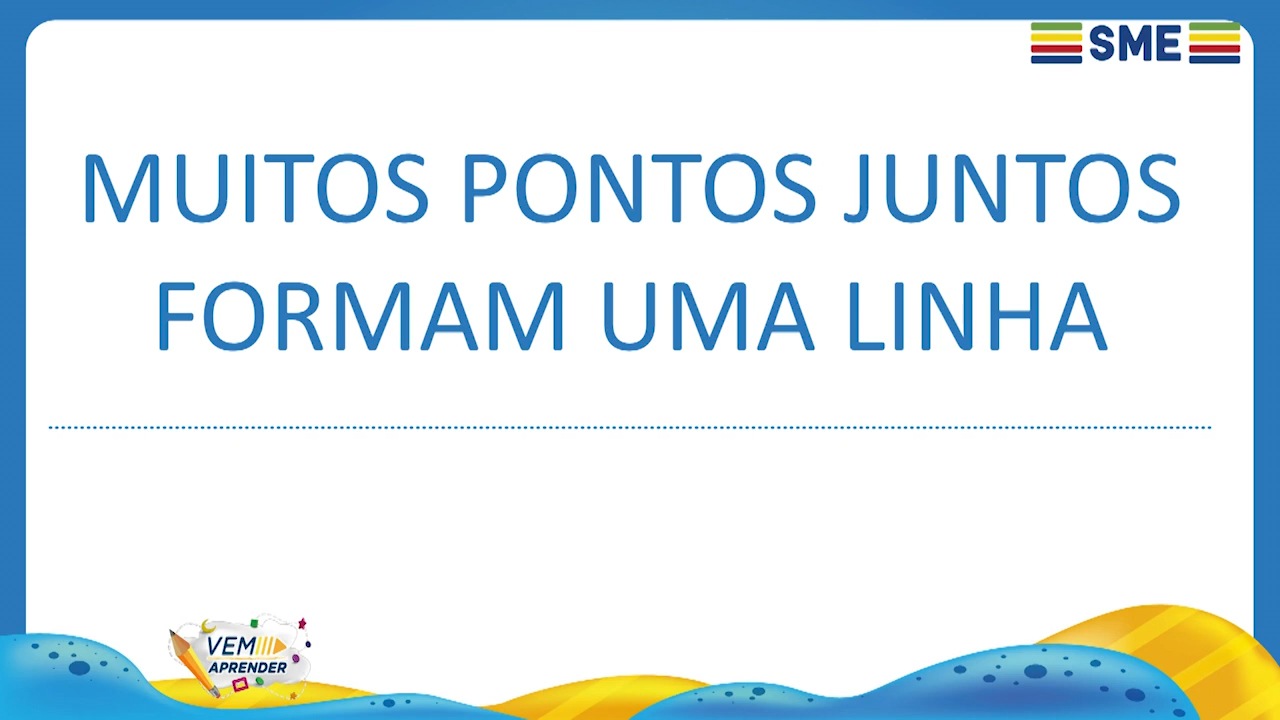 SME
MUITOS PONTOS JUNTOS
FORMAM UMA LINHA
VEM
APRENDER